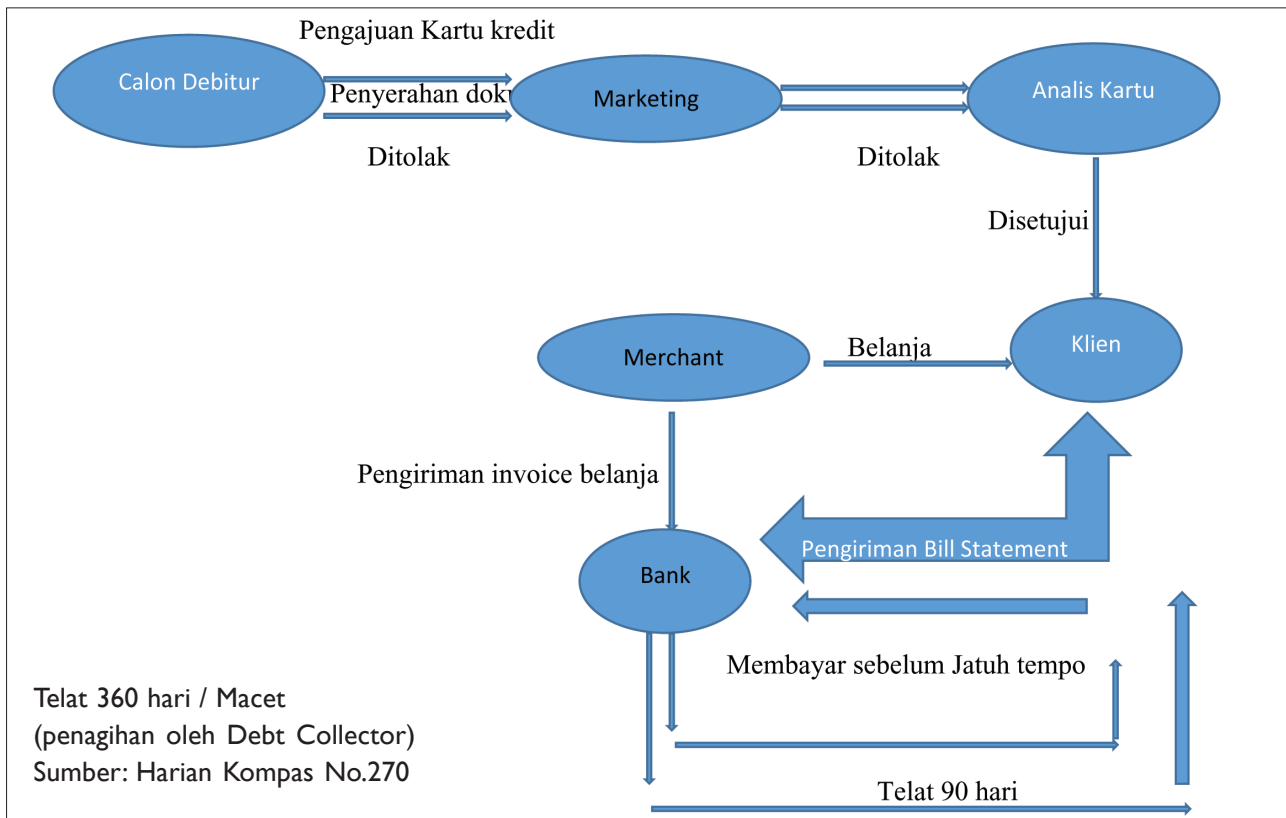 Pengajuan Kartu kredit
Calon Debitur
Penyerahan
Marketing
Analis Kartu
Ditolak
Ditolak
Disetujui
Merchant
Belanja
Klien
Pengiriman invoice belanja
Pengiriman Bill Statement
Bank
Membayar sebelum Jatuh tempo
Telat 360 hari / Macet
(penagihan oleh Debt Collector)
Sumber: Harian Kompas No.270
Telat 90 hari